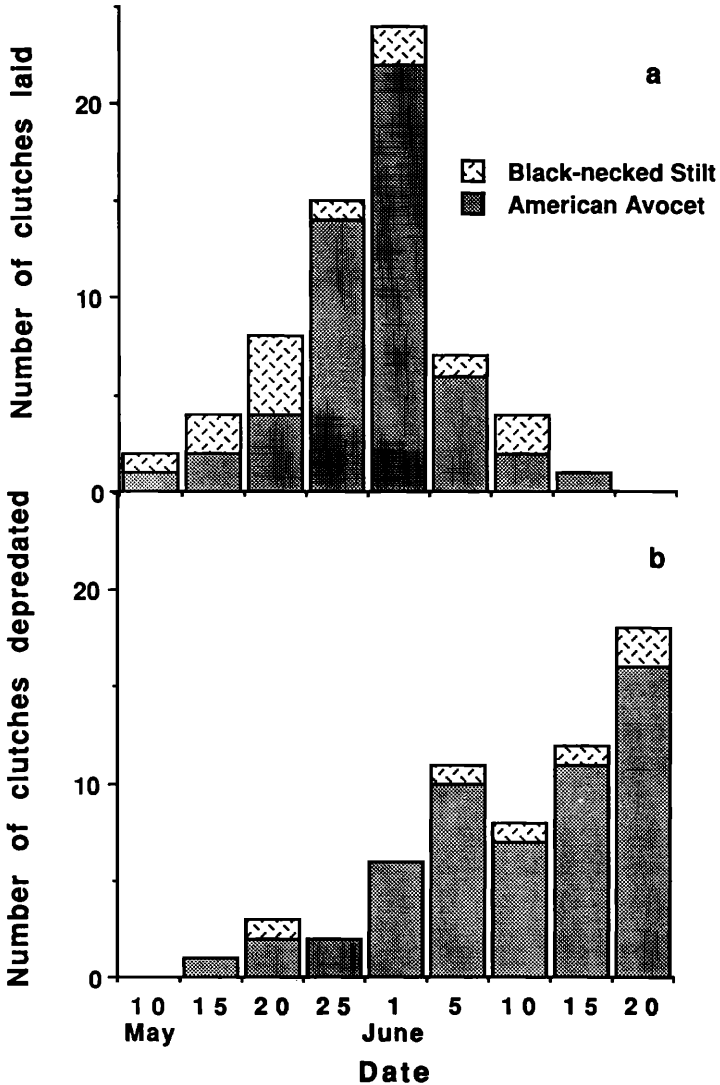 Number of clutches laid
20
10
0
a
Black-necked Stilt
American Avocet
Number of clutches depredated
20
10
0
b
10 15 20 25 1 5 10 15 20
May June
Date